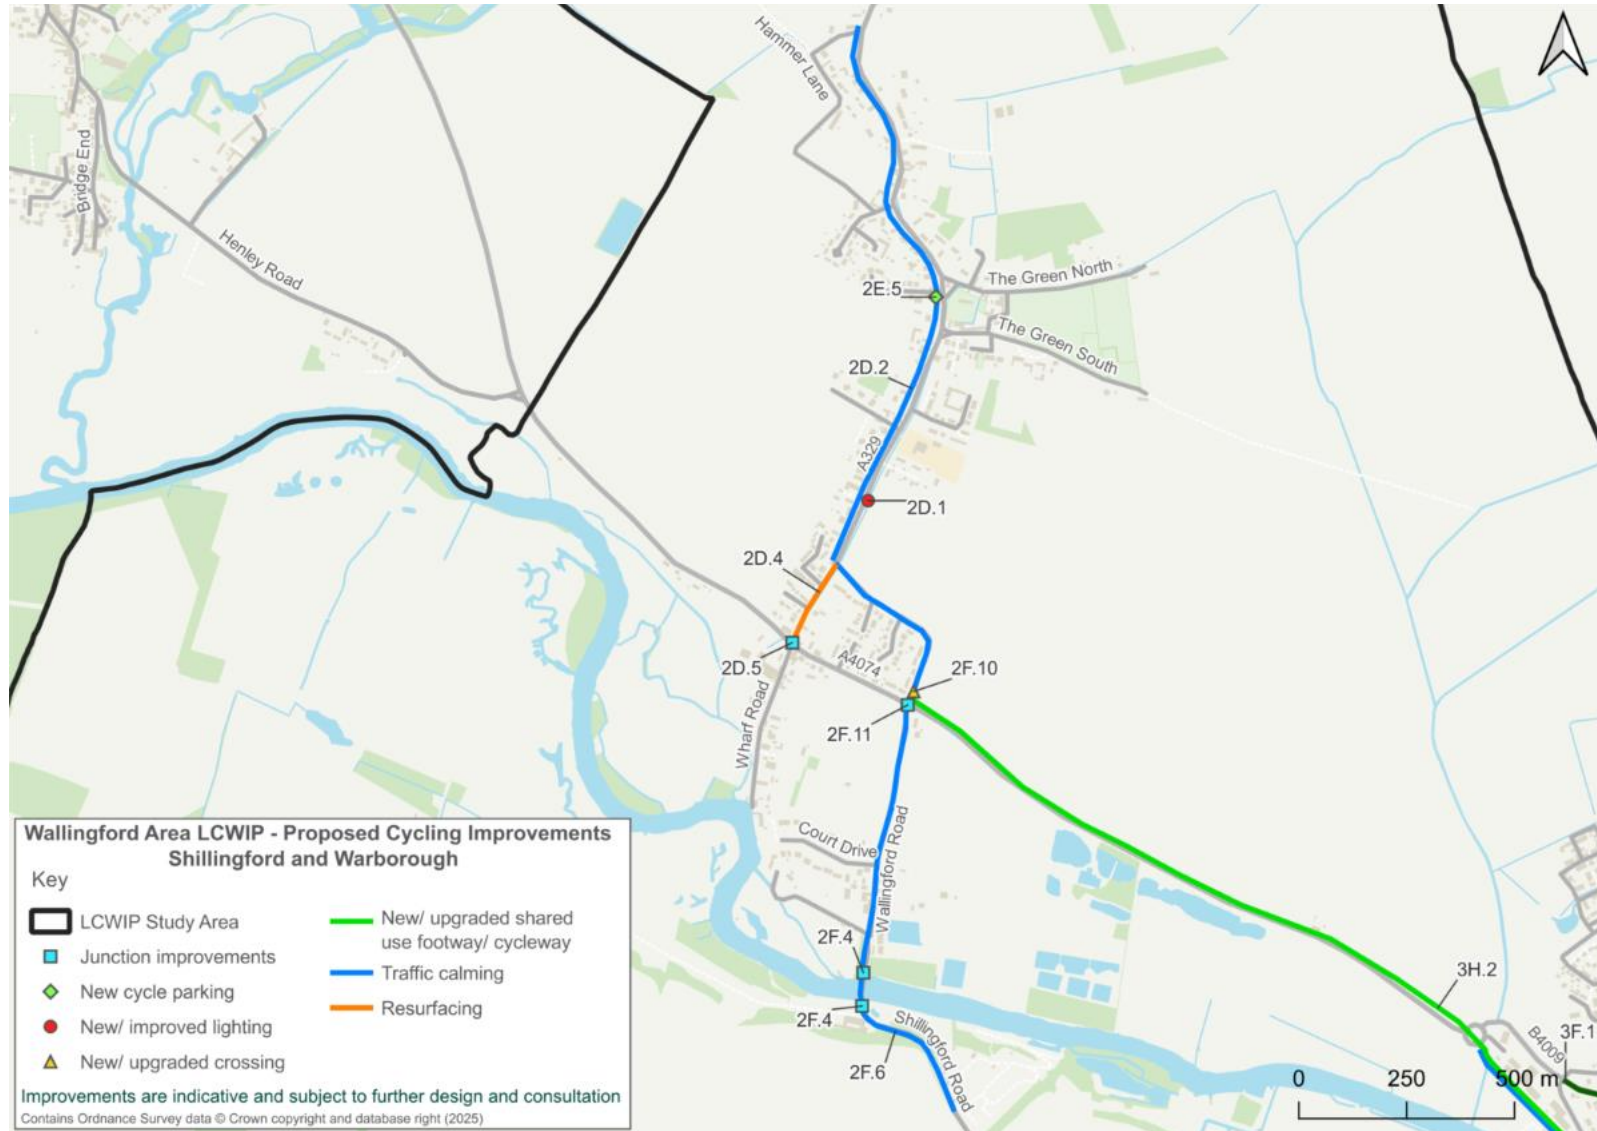 Hammer Lane
Bridge End
Henley Road
The Green North
2E.5
The Green South
2D.2
A329
2D.1
2D.4
2D.5
A4074
2F.10
2F.11
Wharf Road
Court Drive
Wallingford Road
2F.4
2F.4
Shillingford Road
2F.6
3H.2
B4009
3F.1
0 250 500 m
Wallingford Area LCWIP - Proposed Cycling Improvements
Shillingford and Warborough
Key
LCWIP Study Area
Junction improvements
New cycle parking
New/ improved lighting
New/ upgraded crossing
New/ upgraded shared
use footway/ cycleway
Traffic calming
Resurfacing
Improvements are indicative and subject to further design and consultation
Contains Ordnance Survey data © Crown copyright and database right (2025)